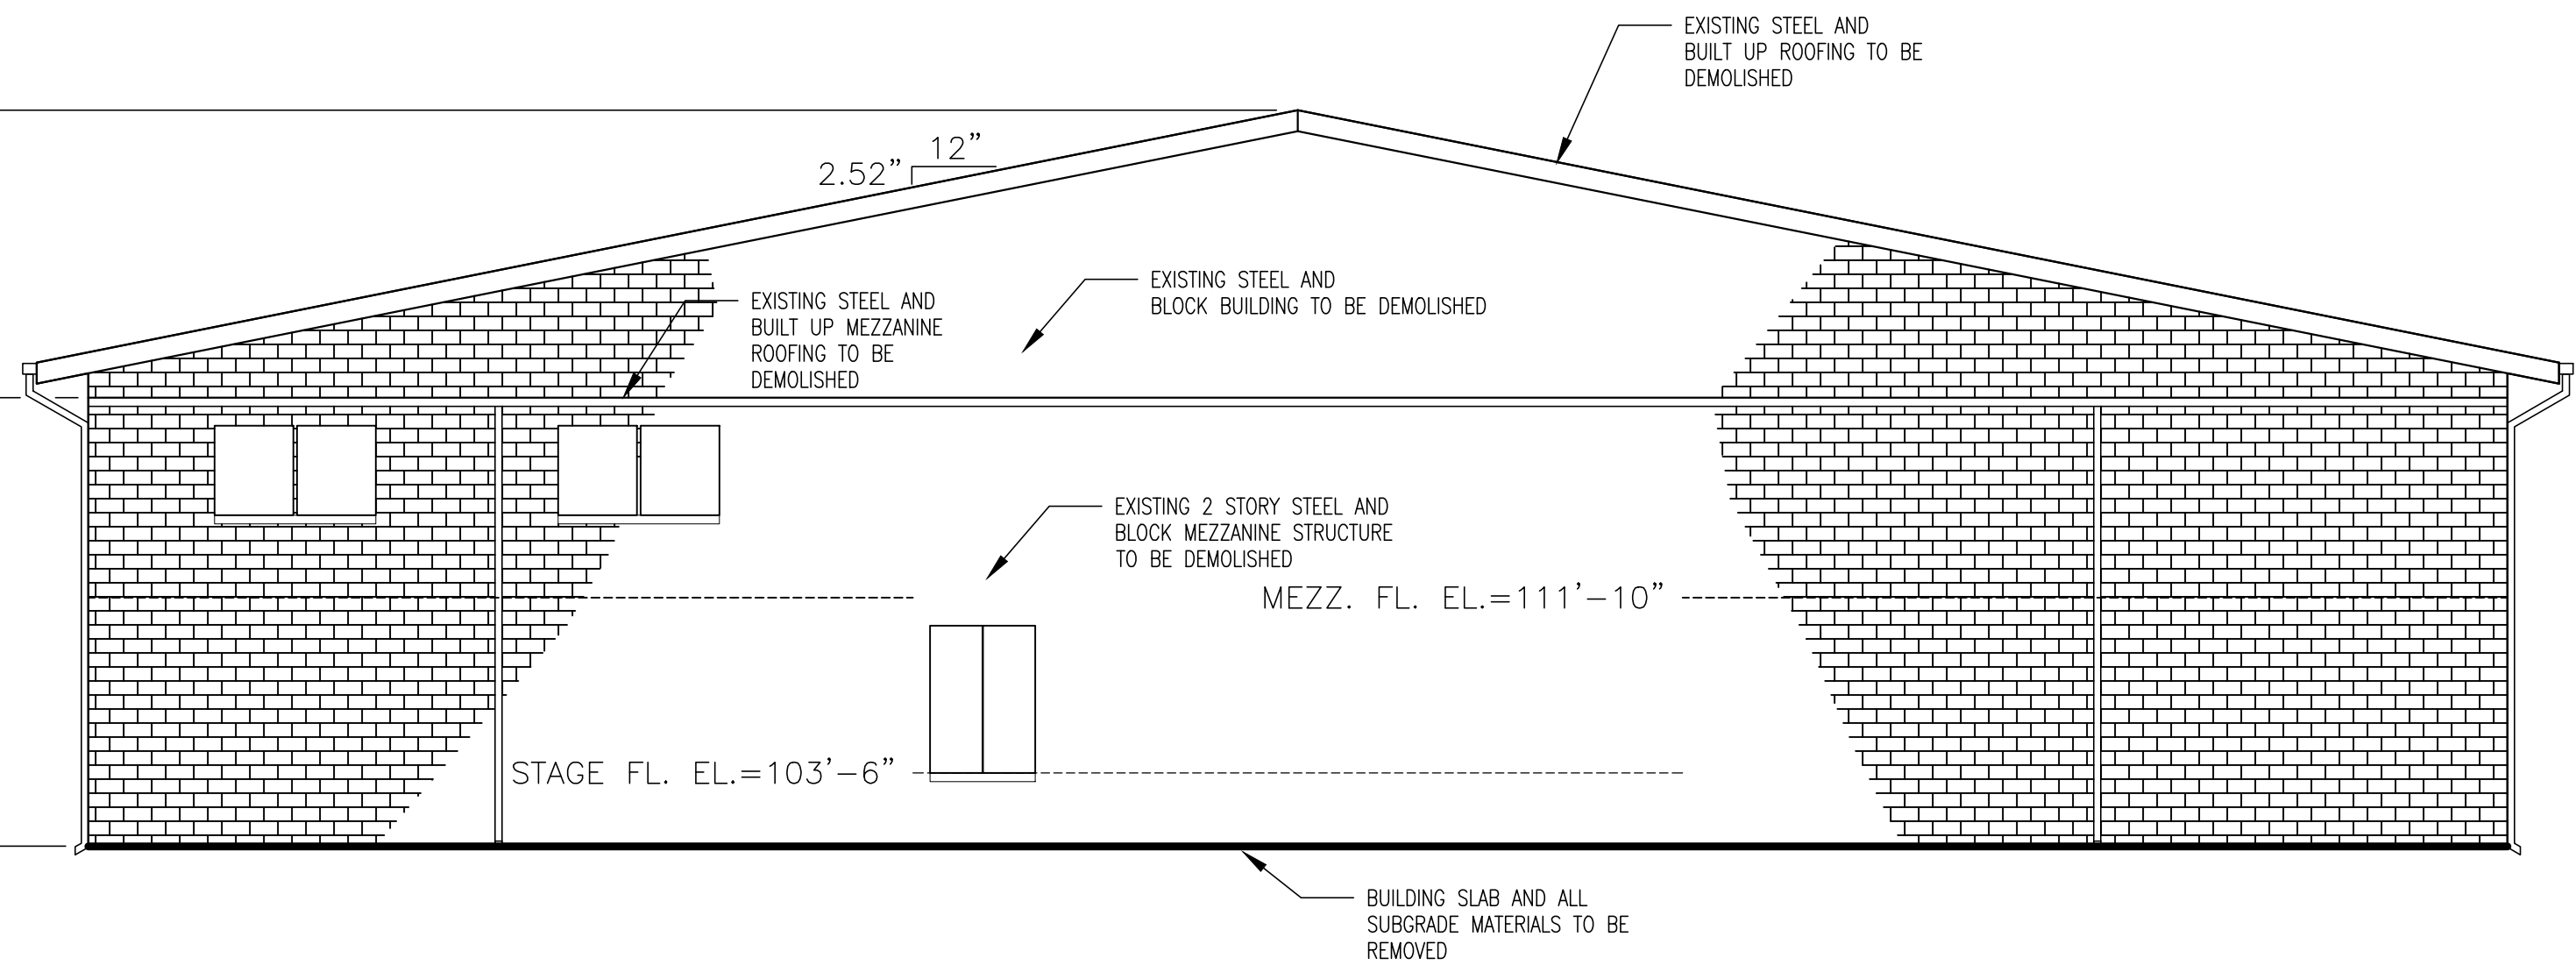 EXISTING STEEL AND
BUILT UP ROOFING TO BE
DEMOLISHED
12”
2.52”
EXISTING STEEL AND
BLOCK BUILDING TO BE DEMOLISHED
EXISTING STEEL AND
BUILT UP MEZZANINE
ROOFING TO BE
DEMOLISHED
EXISTING 2 STORY STEEL AND
BLOCK MEZZANINE STRUCTURE
TO BE DEMOLISHED
MEZZ. FL. EL.=111’-10”
STAGE FL. EL.=103’-6”
BUILDING SLAB AND ALL
SUBGRADE MATERIALS TO BE
REMOVED